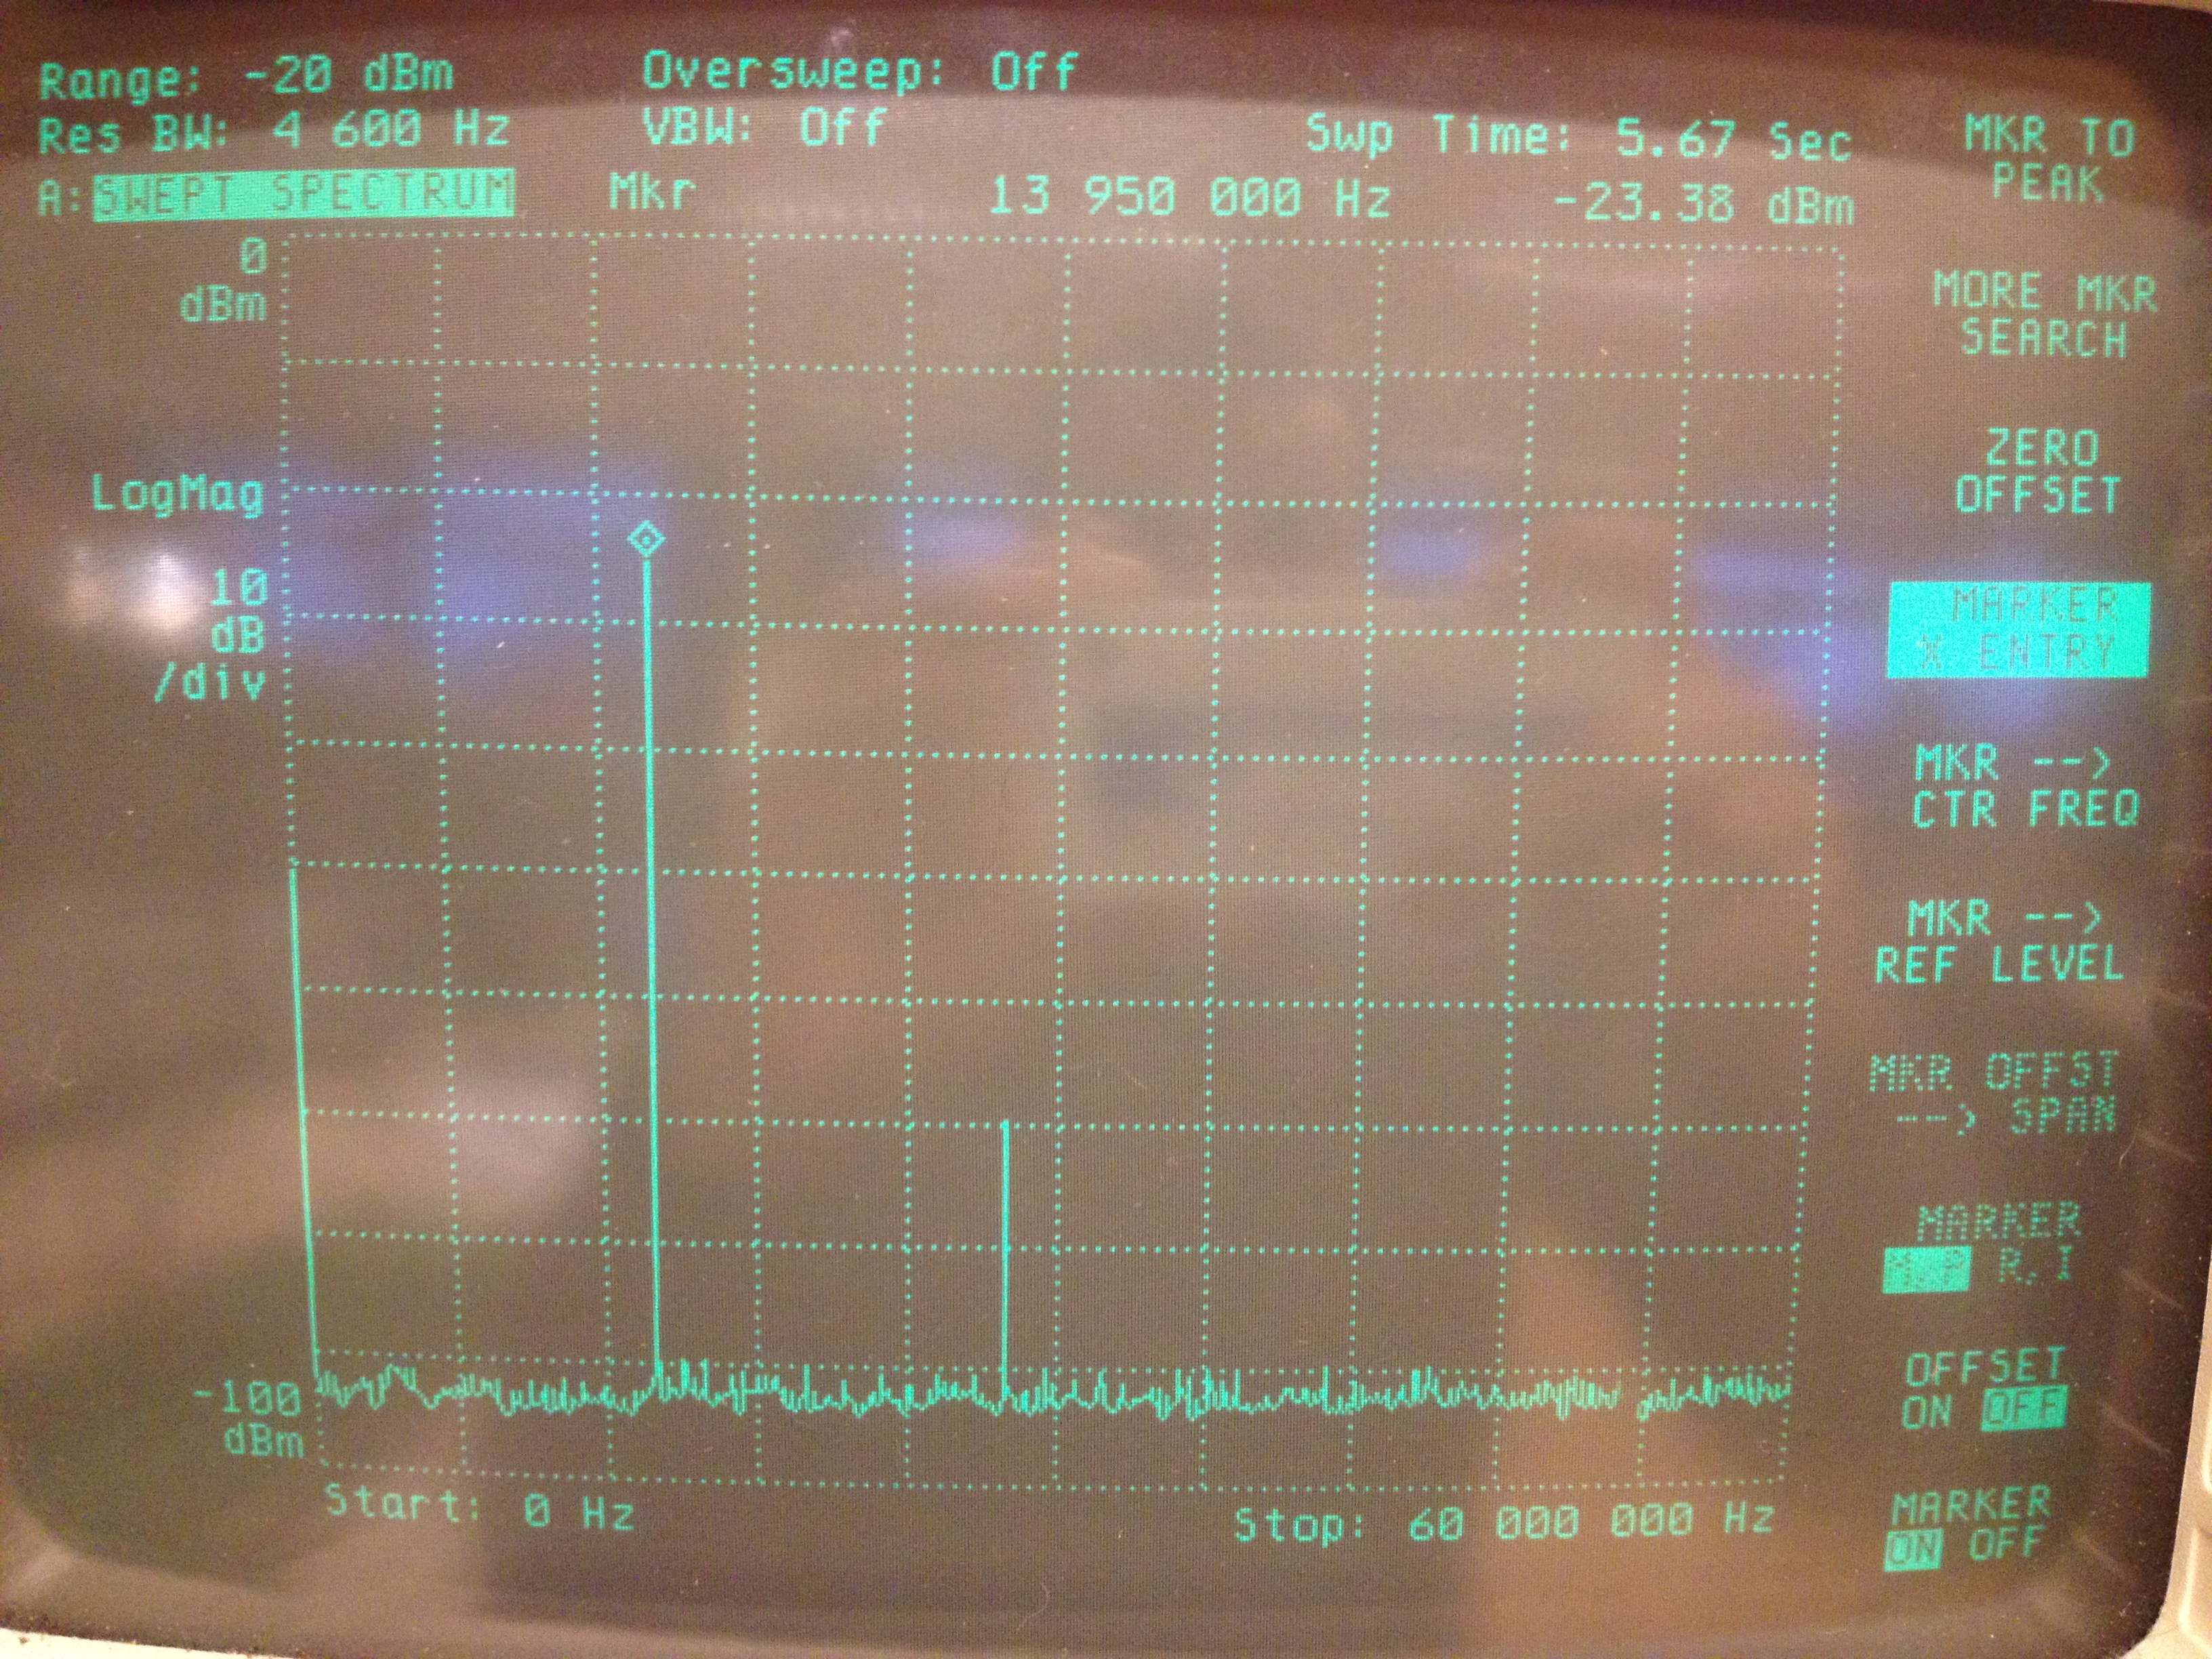 Range: -20 dBm Oversweep: Off
Res BW: 4 600 Hz VBW: Off Swp Time: 5.67 Sec
A: SWEPT SPECTRUM Mkr 13 950 000 Hz -23.38 dBm
0
dBm
LogMag
10
dB
/div
-100
dBm
Start: 0 Hz Stop: 60 000 000 Hz
MKR TO
PEAK
MORE MKR
SEARCH
ZERO
OFFSET
MARKER
X ENTRY
MKR -->
CTR FREQ
MKR -->
REF LEVEL
MKR OFFST
--> SPAN
MARKER
M,P R,I
OFFSET
ON OFF
MARKER
ON OFF